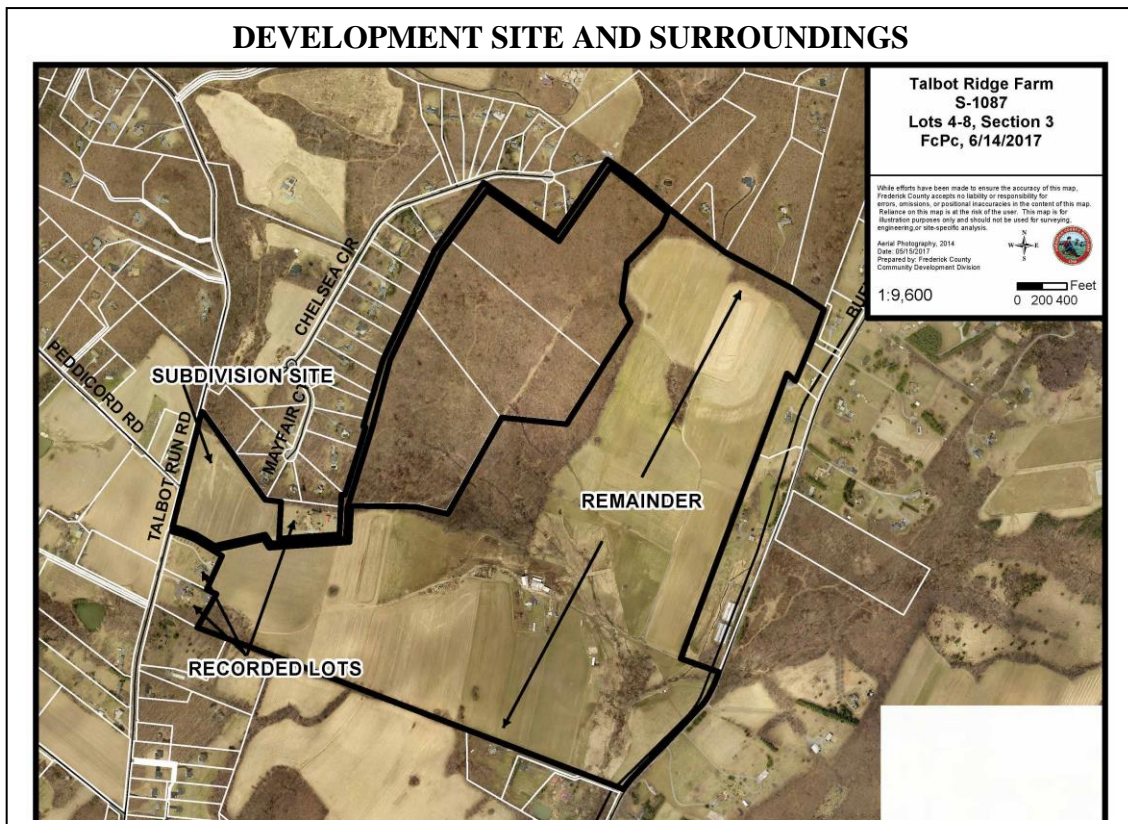 DEVELOPMENT SITE AND SURROUNDINGS
Talbot Ridge Farm
S-1087
Lots 4-8, Section 3
FcPc, 6/14/2017
While efforts have been made to ensure the accuracy of this map,
Frederick County accepts no liability or responsibility for
errors, omissions, or positional inaccuracies in the content of this map.
Reliance on this map is at the risk of the user. This map is for
illustration purposes only and should not be used for surveying,
engineering,or site-specific analysis.
Aerial Photography, 2014
Date: 05/15/2017
Prepared by: Frederick County
Community Development Division
N
W E
S
1:9,600
Feet
0 200 400
CHELSEA CR
PEDDICORD RD
SUBDIVISION SITE
MAYFAIR CT
TALBOT RUN RD
REMAINDER
RECORDED LOTS